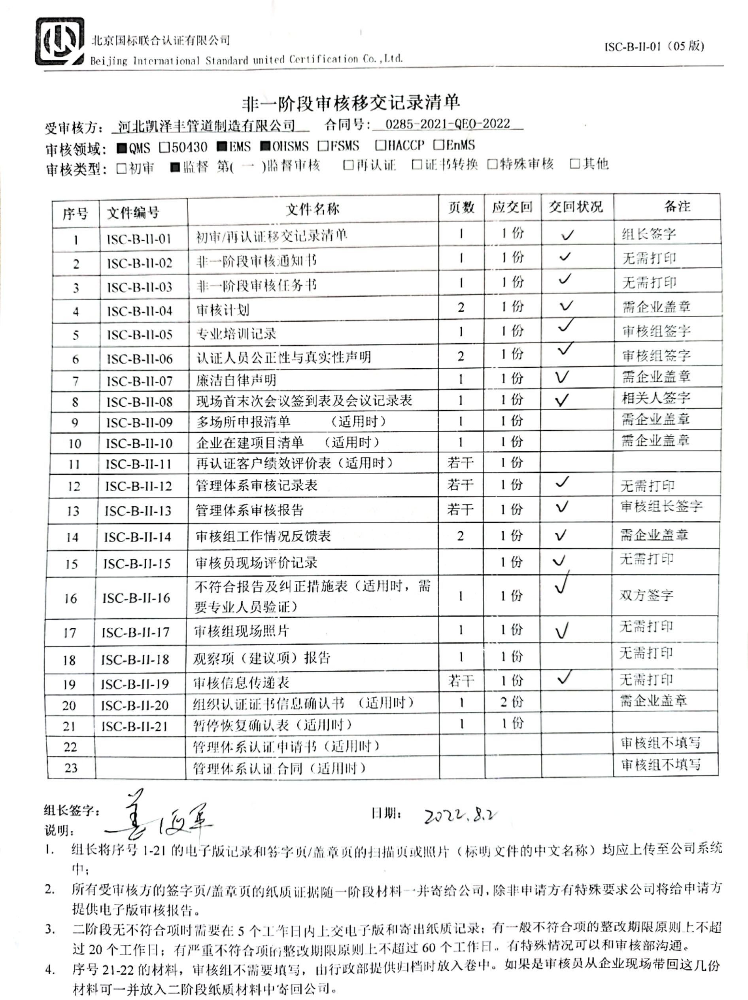 北京国标联合认证有限公司
Beijing International Standard united Certification Co.,Ltd.
ISC-B-II-01（05 版）
非一阶段审核移交记录清单
受审核方： 河北凯泽丰管道制造有限公司 合同号： 0285-2021-QEO-2022
审核领域：■QMS □50430 ■EMS ■OHSMS □FSMS □HACCP □EnMS
审核类型：□初审 ■监督 第( 一 )监督审核 □再认证 □证书转换 □特殊审核 □其他
序号 文件编号 文件名称 页数 应交回 交回状况 备注
1 ISC-B-II-01 初审/再认证移交记录清单 1 1 份 ✓ 组长签字
2 ISC-B-II-02 非一阶段审核通知书 1 1 份 ✓ 无需打印
3 ISC-B-II-03 非一阶段审核任务书 1 1 份 ✓ 无需打印
4 ISC-B-II-04 审核计划 2 1 份 ✓ 需企业盖章
5 ISC-B-II-05 专业培训记录 1 1 份 ✓ 审核组签字
6 ISC-B-II-06 认证人员公正性与真实性声明 2 1 份 ✓ 审核组签字
7 ISC-B-II-07 廉洁自律声明 1 1 份 ✓ 需企业盖章
8 ISC-B-II-08 现场首末次会议签到表及会议记录表 1 1 份 ✓ 相关人签字
9 ISC-B-II-09 多场所申报清单 （适用时） 1 1 份 需企业盖章
10 ISC-B-II-10 企业在建项目清单 （适用时） 1 1 份 需企业盖章
11 ISC-B-II-11 再认证客户绩效评价表（适用时） 若干 1 份
12 ISC-B-II-12 管理体系审核记录表 若干 1 份 ✓ 无需打印
13 ISC-B-II-13 管理体系审核报告 若干 1 份 ✓ 审核组长签字
14 ISC-B-II-14 审核组工作情况反馈表 2 1 份 ✓ 需企业盖章
15 ISC-B-II-15 审核员现场评价记录 1 份 ✓ 无需打印
16 ISC-B-II-16 不符合报告及纠正措施表（适用时，需
要专业人员验证） 1 1 份 ✓ 双方签字
17 ISC-B-II-17 审核组现场照片 1 1 份 ✓ 无需打印
18 ISC-B-II-18 观察项（建议项）报告 1 1 份 无需打印
19 ISC-B-II-19 审核信息传递表 若干 1 份 ✓ 无需打印
20 ISC-B-II-20 组织认证证书信息确认书 （适用时） 1 2 份 需企业盖章
21 ISC-B-II-21 暂停恢复确认表（适用时） 1 1 份
22 管理体系认证申请书（适用时） 审核组不填写
23 管理体系认证合同（适用时） 审核组不填写
组长签字： 日期： 2022.8.2
说明：
1. 组长将序号 1-21 的电子版记录和签字页/盖章页的扫描页或照片（标明文件的中文名称）均应上传至公司系统
中；
2. 所有受审核方的签字页/盖章页的纸质证据随一阶段材料一并寄给公司，除非申请方有特殊要求公司将给申请方
提供电子版审核报告。
3. 二阶段无不符合项时需要在 5 个工作日内上交电子版和寄出纸质记录；有一般不符合项的整改期限原则上不超
过 20 个工作日；有严重不符合项的整改期限原则上不超过 60 个工作日。有特殊情况可以和审核部沟通。
4. 序号 21-22 的材料，审核组不需要填写，由行政部提供归档时放入卷中。如果是审核员从企业现场带回这几份
材料可一并放入二阶段纸质材料中寄回公司。